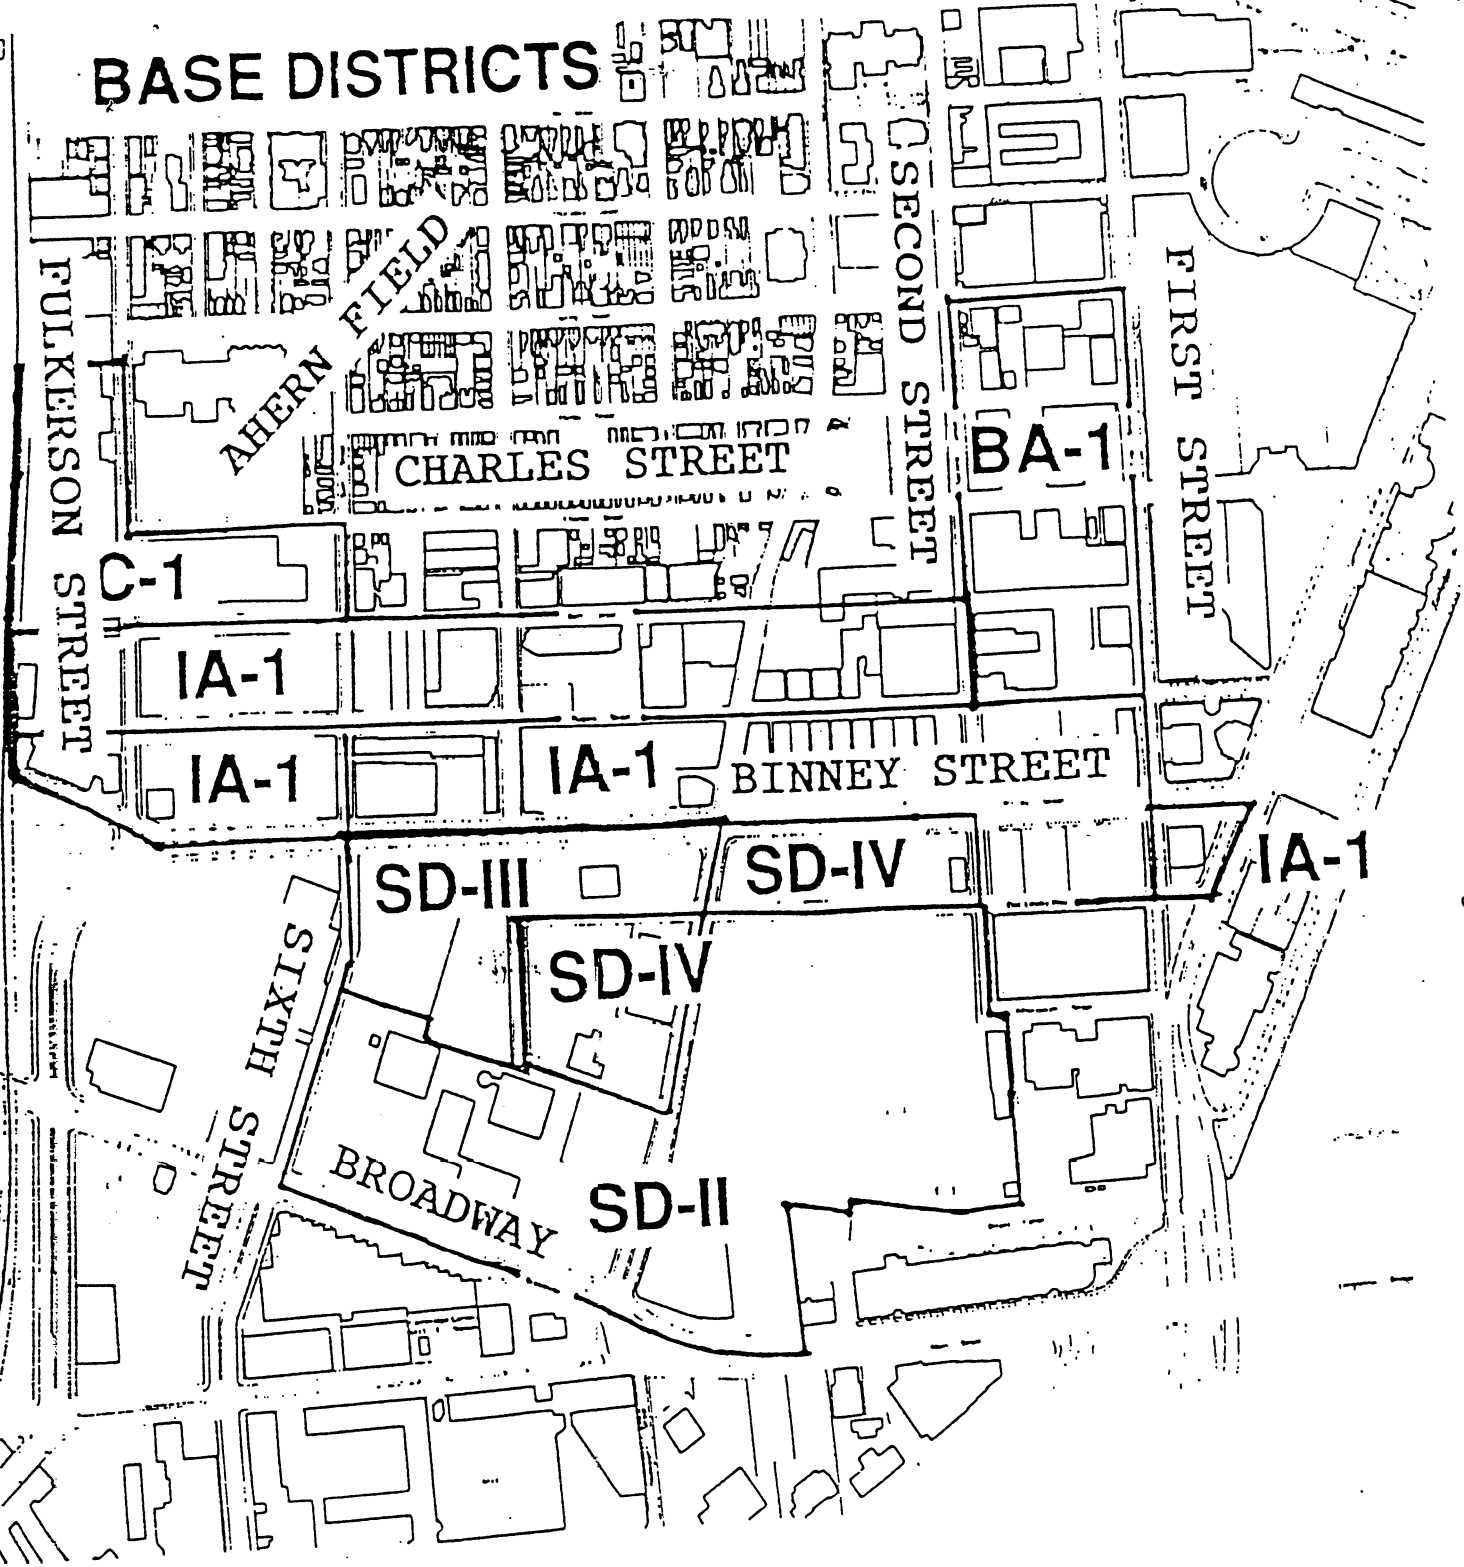 BASE DISTRICTS
FULKERSON STREET
AHERN FIELD
SECOND STREET
FIRST STREET
BA-1
CHARLES STREET
C-1
IA-1
IA-1
IA-1
BINNEY STREET
SD-III
SD-IV
IA-1
SD-IV
SIXTH STREET
BROADWAY
SD-II